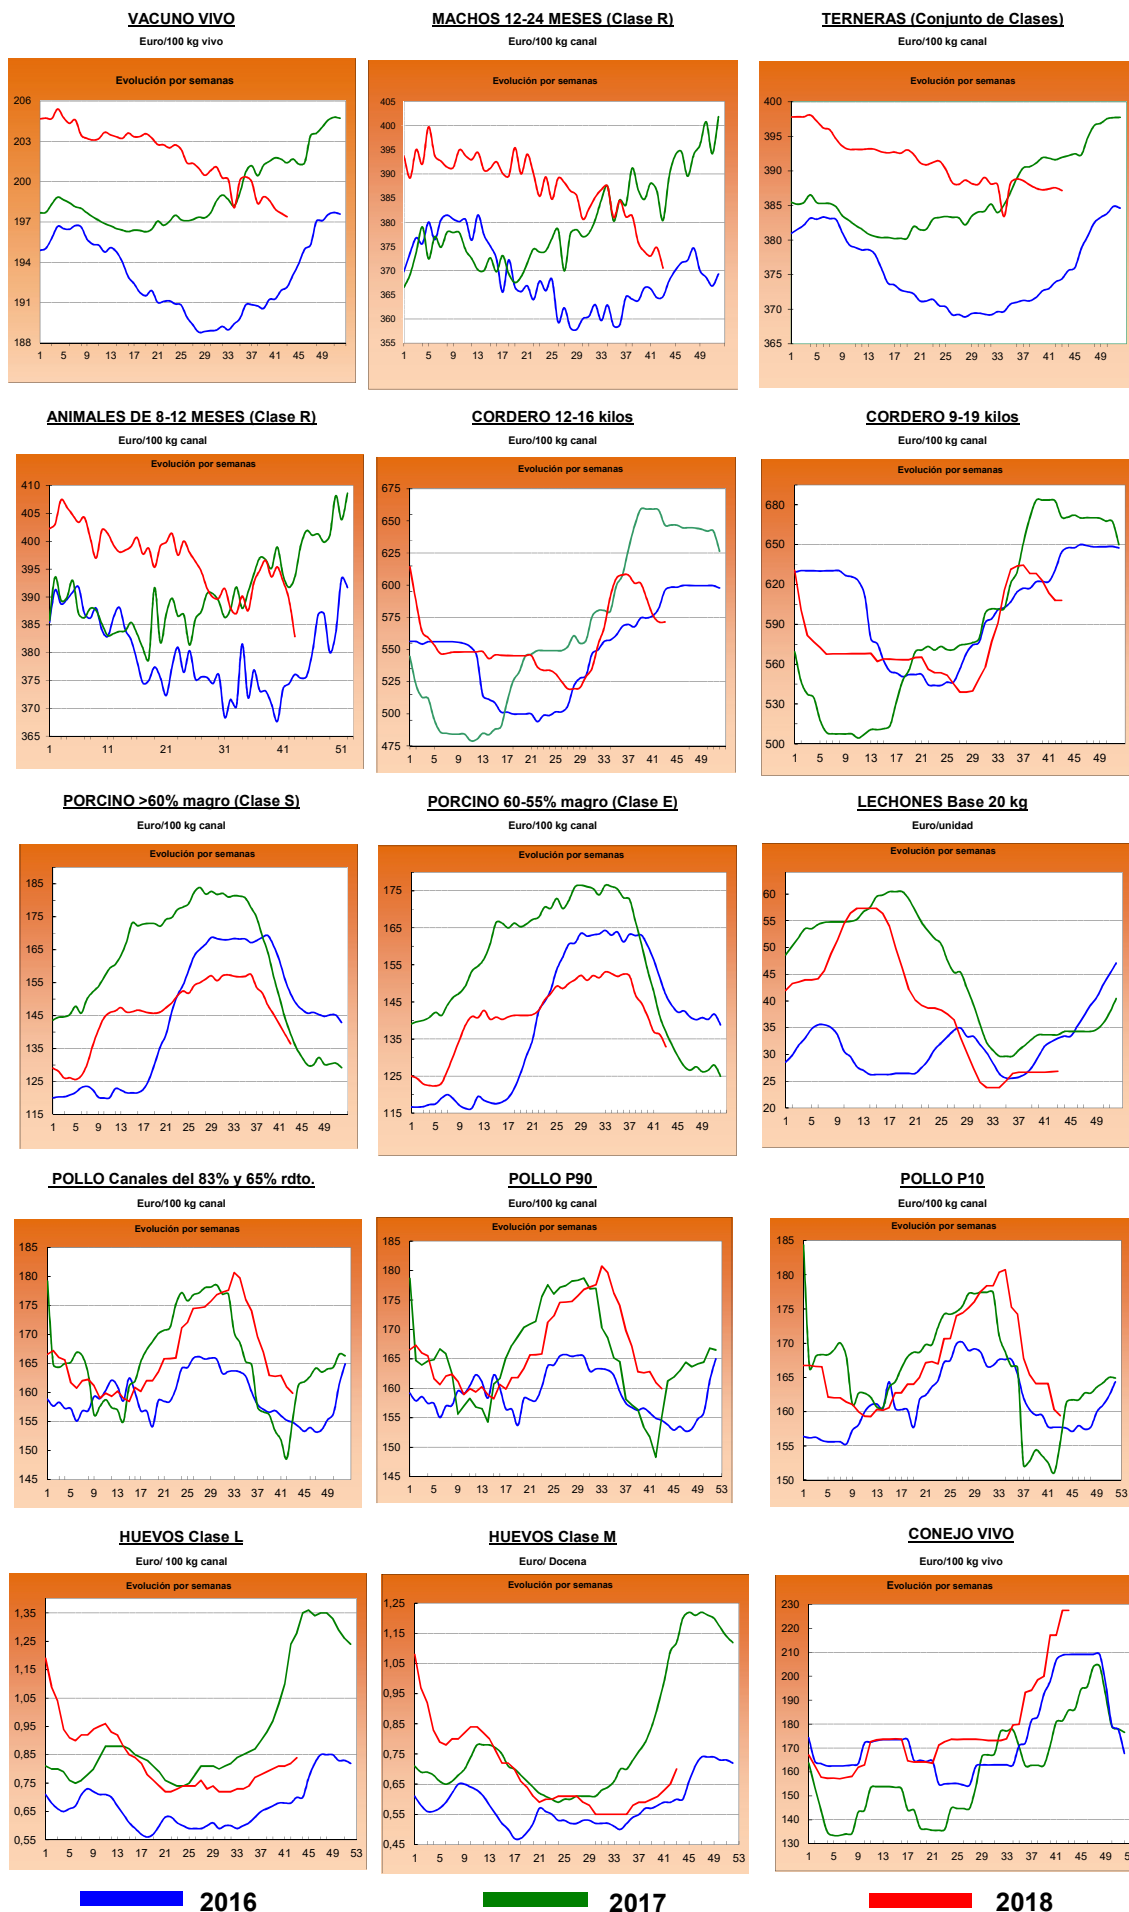 VACUNO VIVO
Euro/100 kg vivo
Evolución por semanas
206
203
200
197
194
191
188
1 5 9 13 17 21 25 29 33 37 41 45 49
MACHOS 12-24 MESES (Clase R)
Euro/100 kg canal
Evolución por semanas
405
400
395
390
385
380
375
370
365
360
355
1 5 9 13 17 21 25 29 33 37 41 45 49
TERNERAS (Conjunto de Clases)
Euro/100 kg canal
Evolución por semanas
400
395
390
385
380
375
370
365
1 5 9 13 17 21 25 29 33 37 41 45 49
ANIMALES DE 8-12 MESES (Clase R)
Euro/100 kg canal
Evolución por semanas
410
405
400
395
390
385
380
375
370
365
1 11 21 31 41 51
CORDERO 12-16 kilos
Euro/100 kg canal
Evolución por semanas
675
650
625
600
575
550
525
500
475
1 5 9 13 17 21 25 29 33 37 41 45 49
CORDERO 9-19 kilos
Euro/100 kg canal
Evolución por semanas
680
650
620
590
560
530
500
1 5 9 13 17 21 25 29 33 37 41 45 49
PORCINO >60% magro (Clase S)
Euro/100 kg canal
Evolución por semanas
185
175
165
155
145
135
125
115
1 5 9 13 17 21 25 29 33 37 41 45 49
PORCINO 60-55% magro (Clase E)
Euro/100 kg canal
Evolución por semanas
175
165
155
145
135
125
115
1 5 9 13 17 21 25 29 33 37 41 45 49
LECHONES Base 20 kg
Euro/unidad
Evolución por semanas
60
55
50
45
40
35
30
25
20
1 5 9 13 17 21 25 29 33 37 41 45 49
POLLO Canales del 83% y 65% rdto.
Euro/100 kg canal
Evolución por semanas
185
180
175
170
165
160
155
150
145
1 5 9 13 17 21 25 29 33 37 41 45 49
POLLO P90
Euro/100 kg canal
Evolución por semanas
185
180
175
170
165
160
155
150
145
1 5 9 13 17 21 25 29 33 37 41 45 49 53
POLLO P10
Euro/100 kg canal
Evolución por semanas
185
180
175
170
165
160
155
150
1 5 9 13 17 21 25 29 33 37 41 45 49 53
HUEVOS Clase L
Euro/ 100 kg canal
Evolución por semanas
1,35
1,25
1,15
1,05
0,95
0,85
0,75
0,65
0,55
1 5 9 13 17 21 25 29 33 37 41 45 49 53
HUEVOS Clase M
Euro/ Docena
Evolución por semanas
1,25
1,15
1,05
0,95
0,85
0,75
0,65
0,55
0,45
1 5 9 13 17 21 25 29 33 37 41 45 49 53
CONEJO VIVO
Euro/100 kg vivo
Evolución por semanas
230
220
210
200
190
180
170
160
150
140
130
1 5 9 13 17 21 25 29 33 37 41 45 49
2016
2017
2018